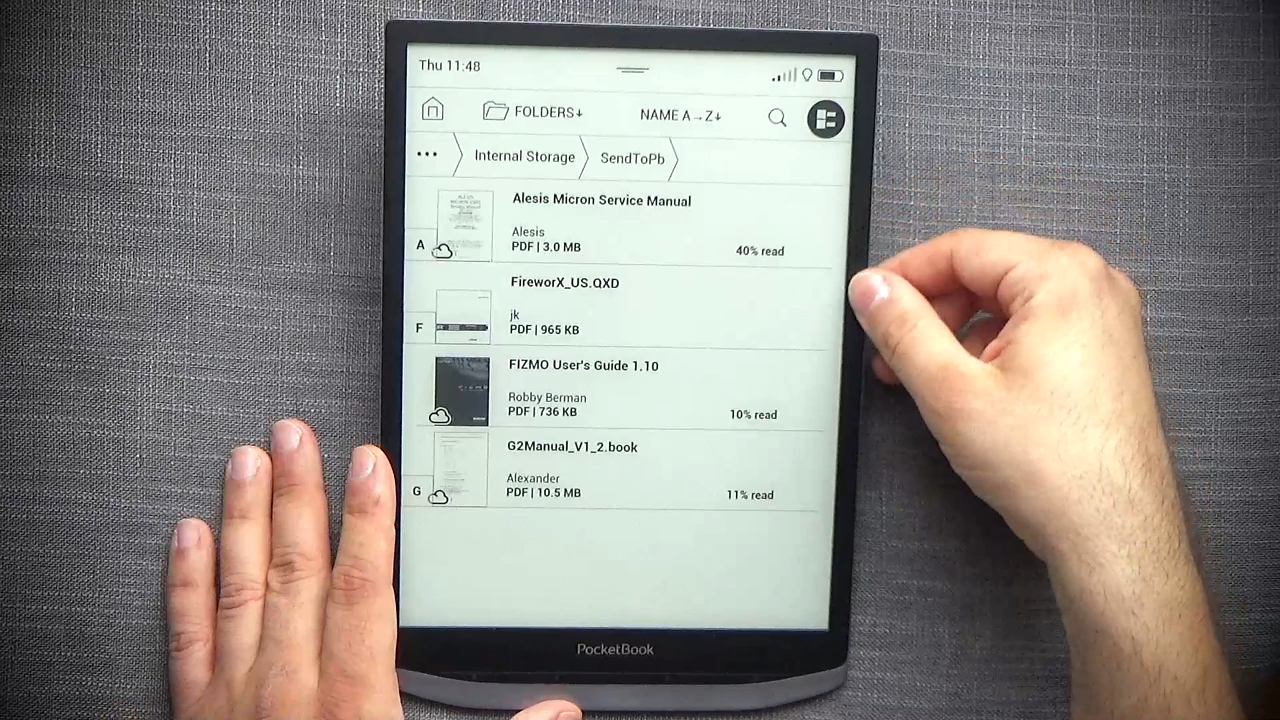 Thu 11:48
FOLDERS↓
NAME A→Z↓
•••
Internal Storage
SendToPb
Alesis Micron Service Manual
Alesis
A
PDF | 3.0 MB
40% read
FireworX_US.QXD
jk
F
PDF | 965 KB
FIZMO User's Guide 1.10
Robby Berman
PDF | 736 KB
10% read
G2Manual_V1_2.book
Alexander
G
PDF | 10.5 MB
11% read
PocketBook